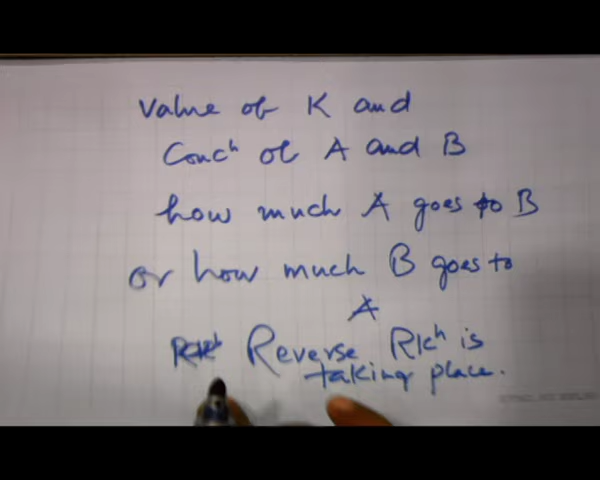 Value of K and
Concⁿ of A and B
how much A goes to B
or how much B goes to
A
Reverse Rxⁿ is
taking place.